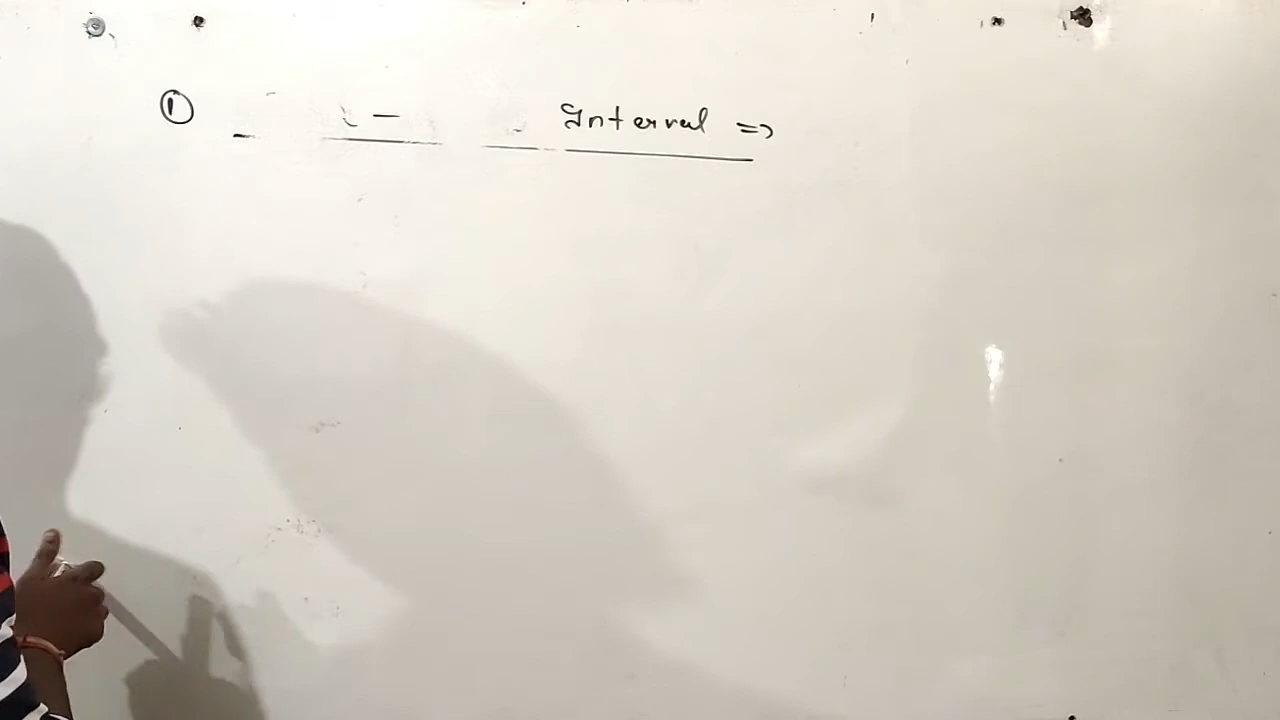 ① Interval =>